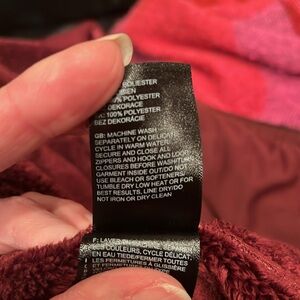 POLYESTER
100% POLYESTER
DEKORACE
100% POLYESTER
BEZ DEKORÁCIE
GB: MACHINE WASH
SEPARATELY ON DELICATE
CYCLE IN WARM WATER.
SECURE AND CLOSE ALL
ZIPPERS AND HOOK AND LOOP
CLOSURES BEFORE WASHING
GARMENT INSIDE OUT/DO NOT
USE BLEACH OR SOFTENERS/
TUMBLE DRY LOW HEAT OR FOR
BEST RESULTS, LINE DRY/DO
NOT IRON OR DRY CLEAN
F: LAVER
DES COULEURS, CYCLE DÉLICAT,
EN EAU TIÈDE/FERMER TOUTES
LES FERMETURES À GLISSIÈRE